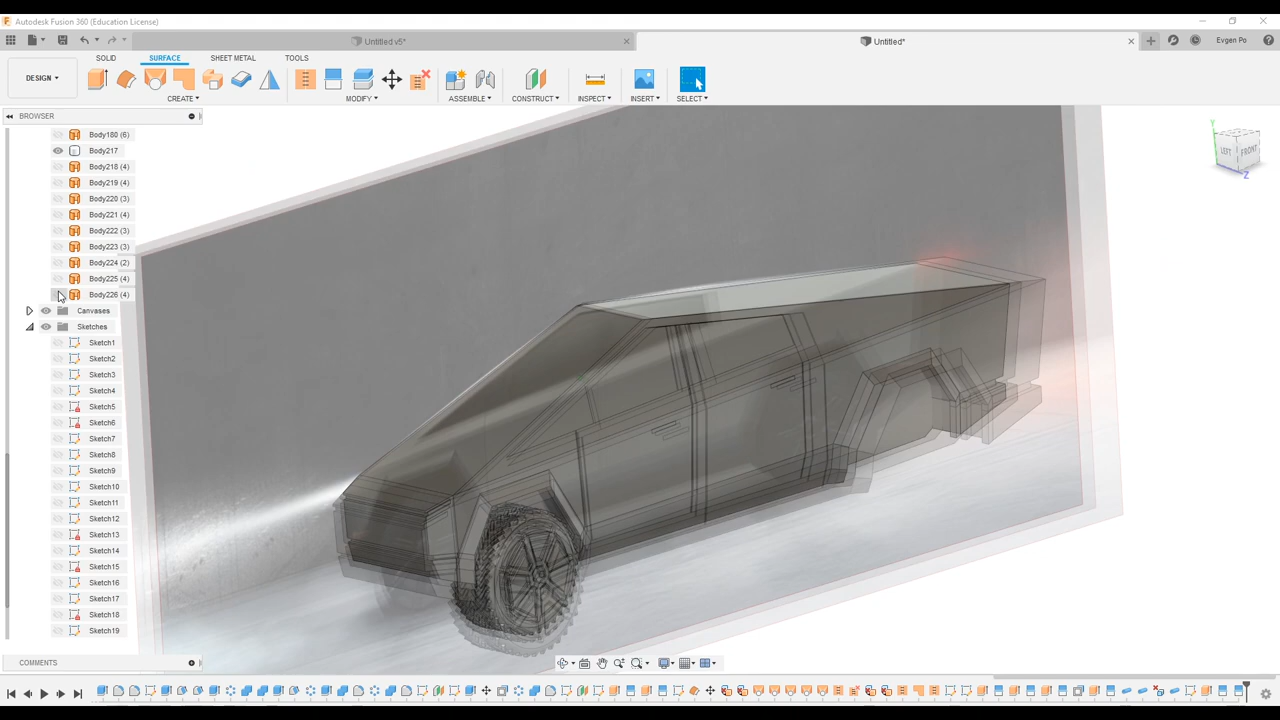 Autodesk Fusion 360 (Education License)
Untitled v5*
Untitled*
Evgen Po
DESIGN
SOLID SURFACE SHEET METAL TOOLS
CREATE MODIFY ASSEMBLE CONSTRUCT INSPECT INSERT SELECT
BROWSER
Body180 (6)
Body217
Body218 (4)
Body219 (4)
Body220 (3)
Body221 (4)
Body222 (3)
Body223 (3)
Body224 (2)
Body225 (4)
Body226 (4)
Canvases
Sketches
Sketch1
Sketch2
Sketch3
Sketch4
Sketch5
Sketch6
Sketch7
Sketch8
Sketch9
Sketch10
Sketch11
Sketch12
Sketch13
Sketch14
Sketch15
Sketch16
Sketch17
Sketch18
Sketch19
Y
LEFT FRONT
Z
COMMENTS